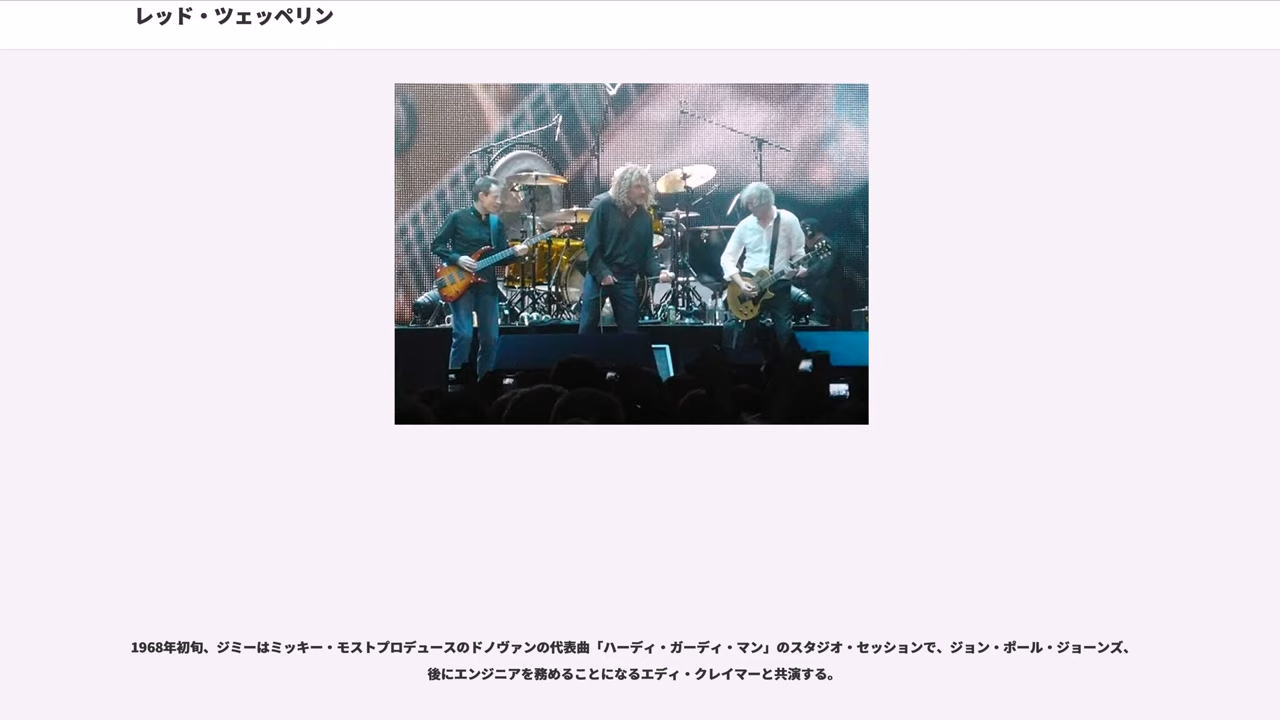 レッド・ツェッペリン
1968年初旬、ジミーはミッキー・モストプロデュースのドノヴァンの代表曲「ハーディ・ガーディ・マン」のスタジオ・セッションで、ジョン・ポール・ジョーンズ、
後にエンジニアを務めることになるエディ・クレイマーと共演する。